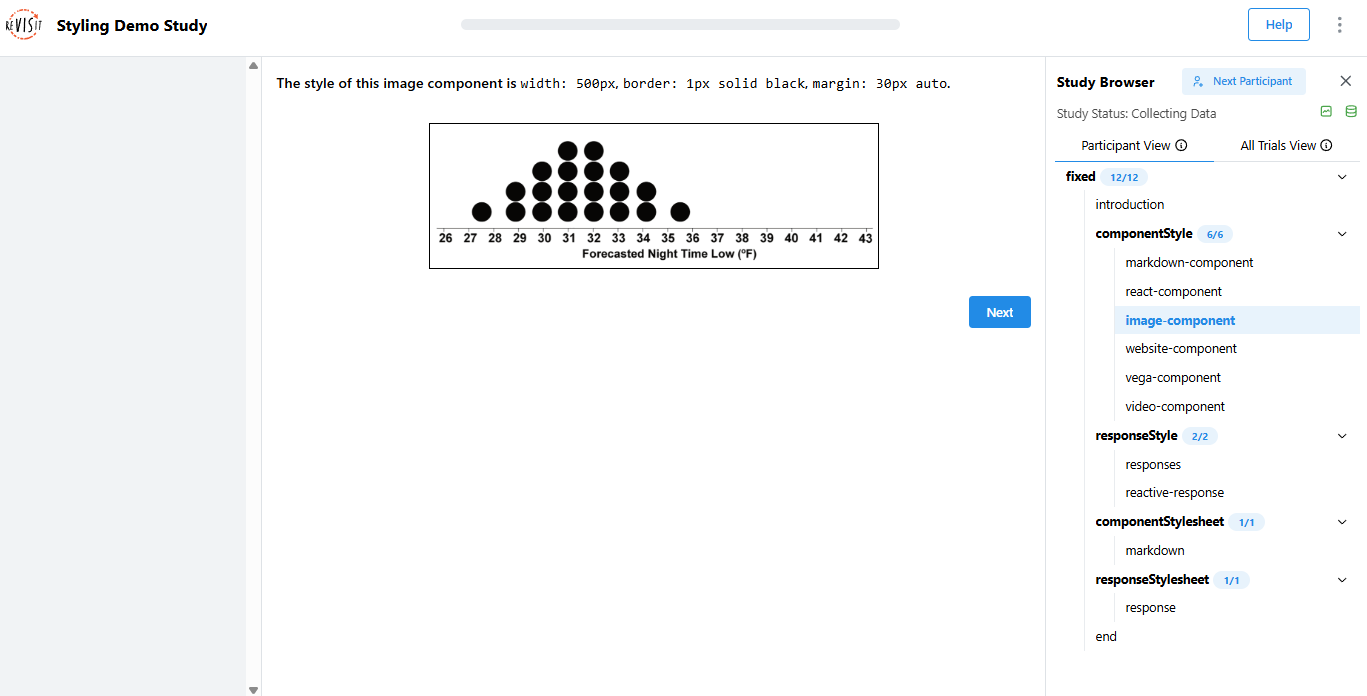 reVISit
Styling Demo Study
Help
The style of this image component is width: 500px, border: 1px solid black, margin: 30px auto.
26 27 28 29 30 31 32 33 34 35 36 37 38 39 40 41 42 43
Forecasted Night Time Low (ºF)
Next
Study Browser
Next Participant
Study Status: Collecting Data
Participant View
All Trials View
fixed 12/12
introduction
componentStyle 6/6
markdown-component
react-component
image-component
website-component
vega-component
video-component
responseStyle 2/2
responses
reactive-response
componentStylesheet 1/1
markdown
responseStylesheet 1/1
response
end